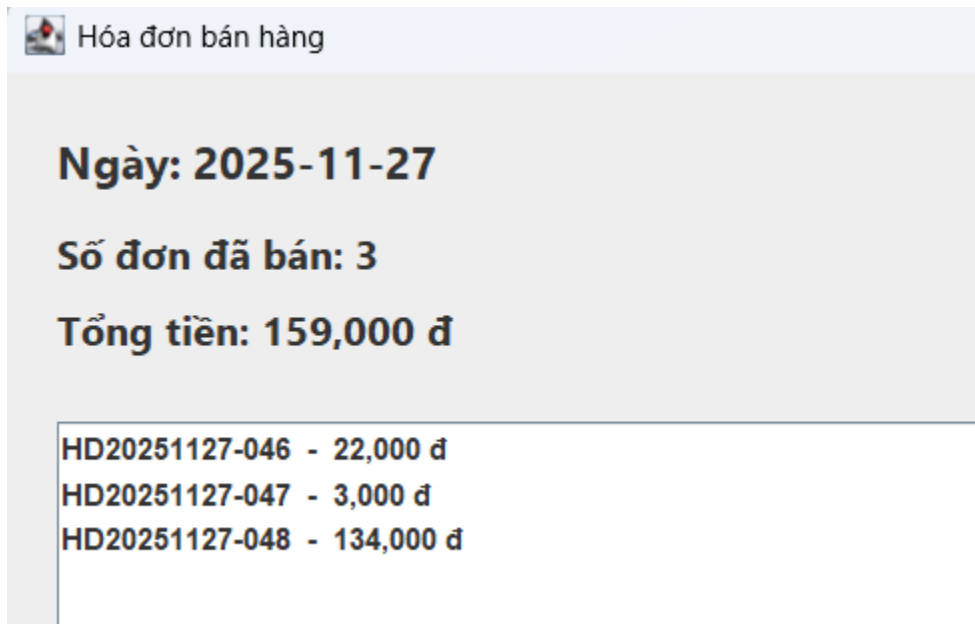 Hóa đơn bán hàng
Ngày: 2025-11-27
Số đơn đã bán: 3
Tổng tiền: 159,000 đ
HD20251127-046 - 22,000 đ
HD20251127-047 - 3,000 đ
HD20251127-048 - 134,000 đ